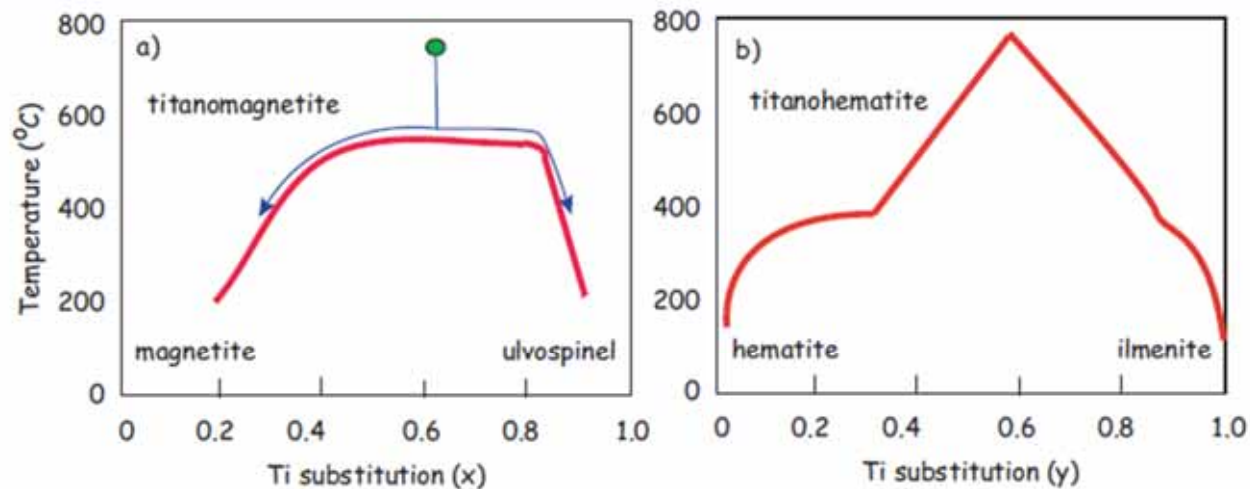 800
a)
titanomagnetite
600
400
200
magnetite
ulvospinel
0
0
0.2
0.4
0.6
0.8
1.0
Temperature (°C)
Ti substitution (x)
800
b)
titanohematite
600
400
200
hematite
ilmenite
0
0
0.2
0.4
0.6
0.8
1.0
Ti substitution (y)